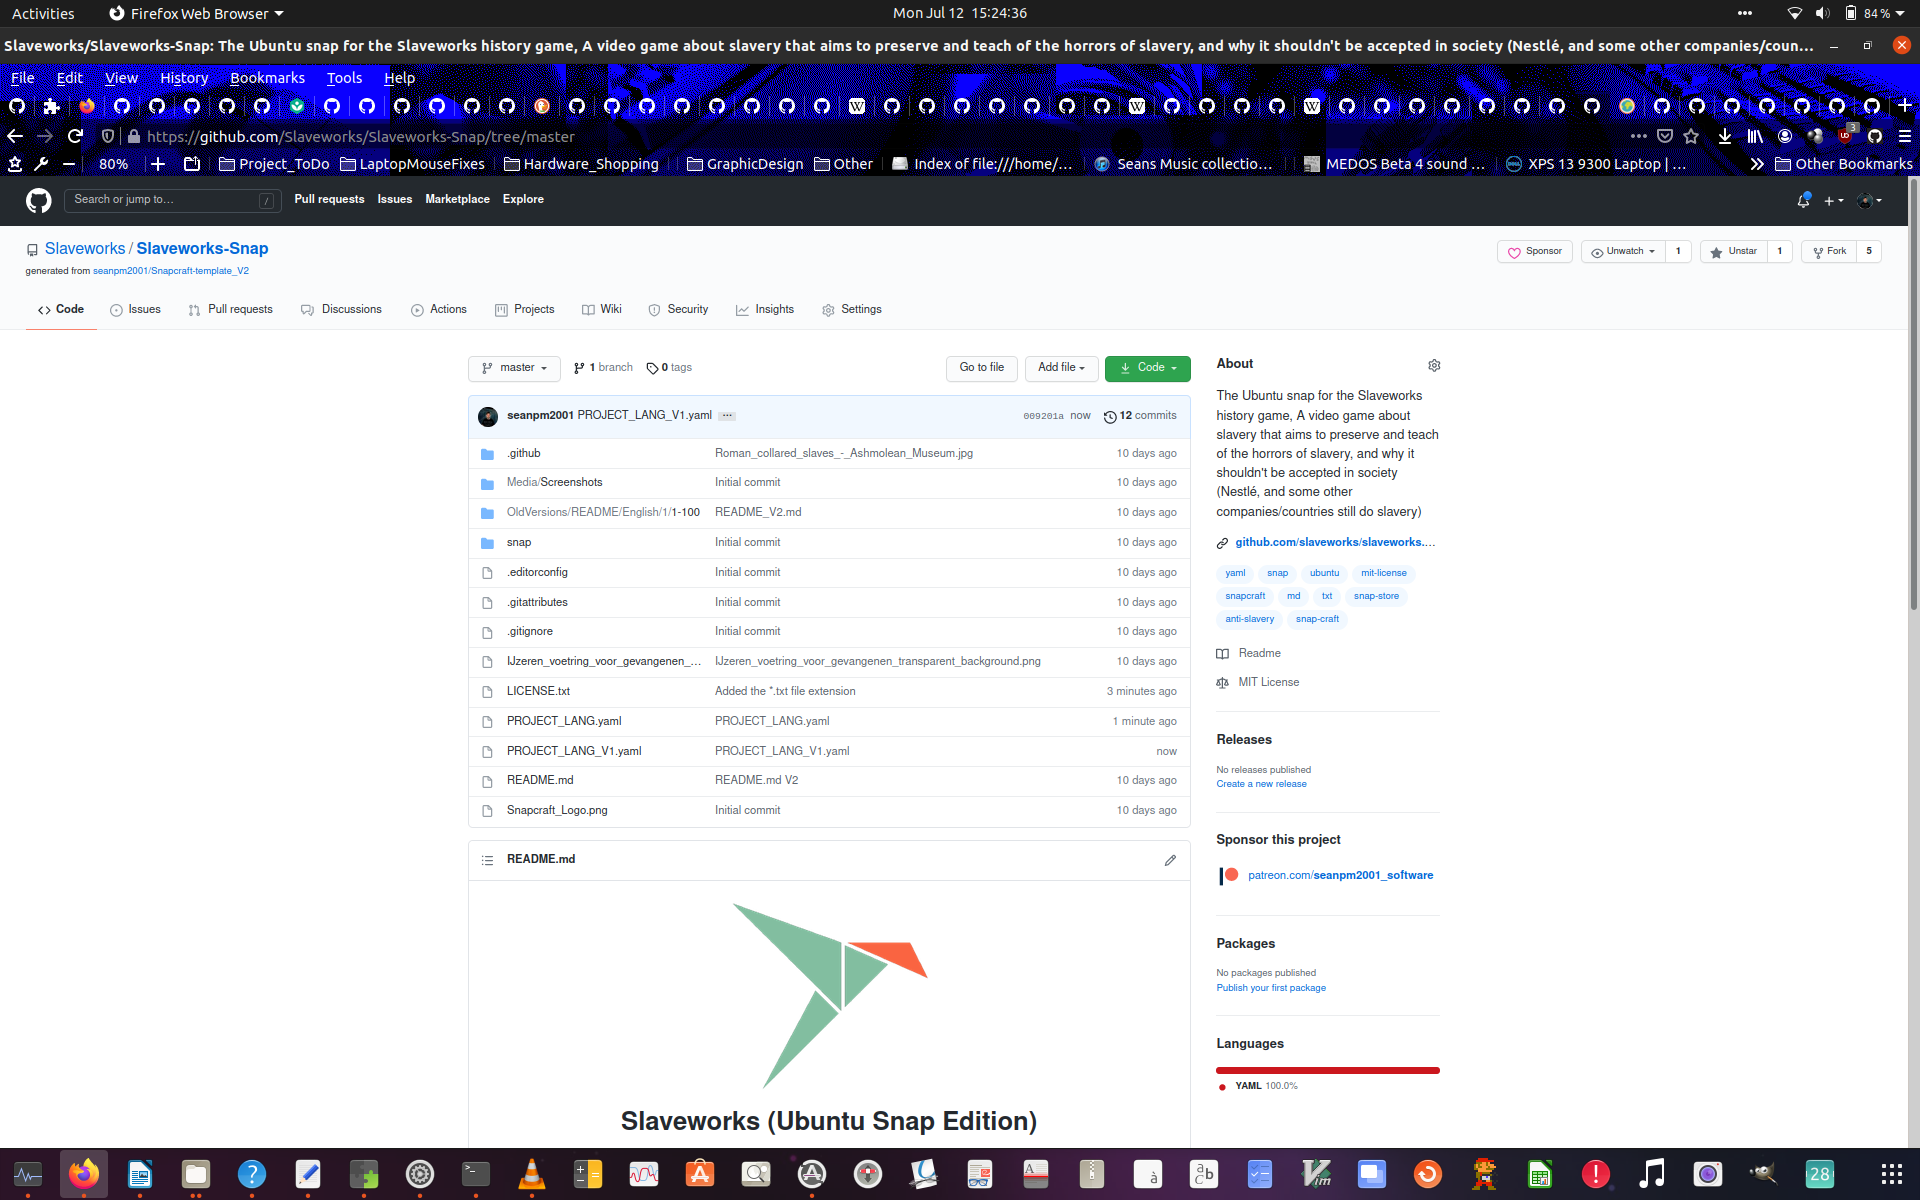 Activities Firefox Web Browser Mon Jul 12 15:24:36 84 %
Slaveworks/Slaveworks-Snap: The Ubuntu snap for the Slaveworks history game, A video game about slavery that aims to preserve and teach of the horrors of slavery, and why it shouldn't be accepted in society (Nestlé, and some other companies/coun...
File Edit View History Bookmarks Tools Help
https://github.com/Slaveworks/Slaveworks-Snap/tree/master 3
80% Project_ToDo LaptopMouseFixes Hardware_Shopping GraphicDesign Other Index of file:///home/... Seans Music collectio... MEDOS Beta 4 sound ... XPS 13 9300 Laptop | ... Other Bookmarks
Search or jump to... / Pull requests Issues Marketplace Explore
Slaveworks / Slaveworks-Snap
generated from seanpm2001/Snapcraft-template_V2
Sponsor Unwatch 1 Unstar 1 Fork 5
Code Issues Pull requests Discussions Actions Projects Wiki Security Insights Settings
master 1 branch 0 tags Go to file Add file Code
seanpm2001 PROJECT_LANG_V1.yaml ... 009201a now 12 commits
.github Roman_collared_slaves_-_Ashmolean_Museum.jpg 10 days ago
Media/Screenshots Initial commit 10 days ago
OldVersions/README/English/1/1-100 README_V2.md 10 days ago
snap Initial commit 10 days ago
.editorconfig Initial commit 10 days ago
.gitattributes Initial commit 10 days ago
.gitignore Initial commit 10 days ago
IJzeren_voetring_voor_gevangenen_... IJzeren_voetring_voor_gevangenen_transparent_background.png 10 days ago
LICENSE.txt Added the *.txt file extension 3 minutes ago
PROJECT_LANG.yaml PROJECT_LANG.yaml 1 minute ago
PROJECT_LANG_V1.yaml PROJECT_LANG_V1.yaml now
README.md README.md V2 10 days ago
Snapcraft_Logo.png Initial commit 10 days ago
README.md
Slaveworks (Ubuntu Snap Edition)
About
The Ubuntu snap for the Slaveworks
history game, A video game about
slavery that aims to preserve and teach
of the horrors of slavery, and why it
shouldn't be accepted in society
(Nestlé, and some other
companies/countries still do slavery)
github.com/slaveworks/slaveworks....
yaml snap ubuntu mit-license
snapcraft md txt snap-store
anti-slavery snap-craft
Readme
MIT License
Releases
No releases published
Create a new release
Sponsor this project
patreon.com/seanpm2001_software
Packages
No packages published
Publish your first package
Languages
YAML 100.0%
28